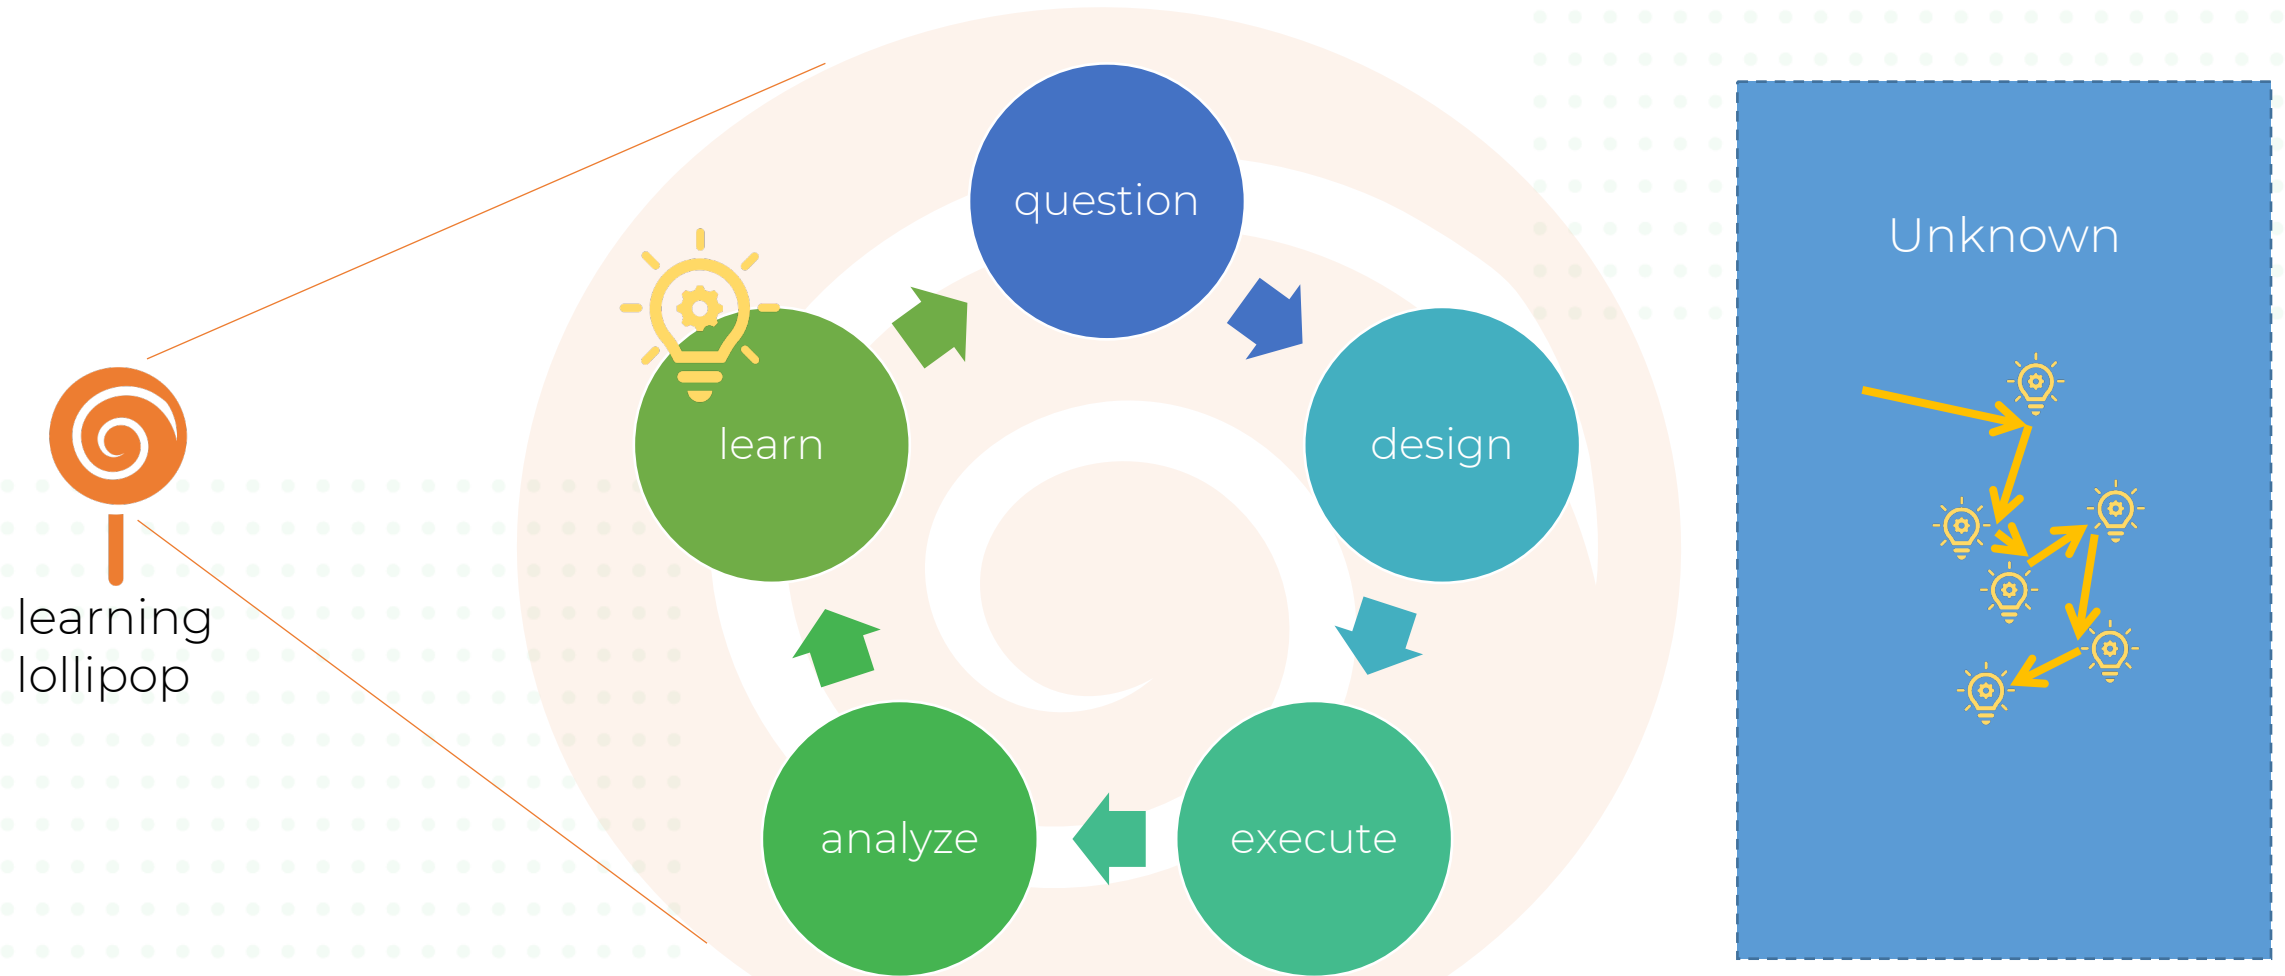 question
Unknown
learn
design
learning
lollipop
analyze
execute